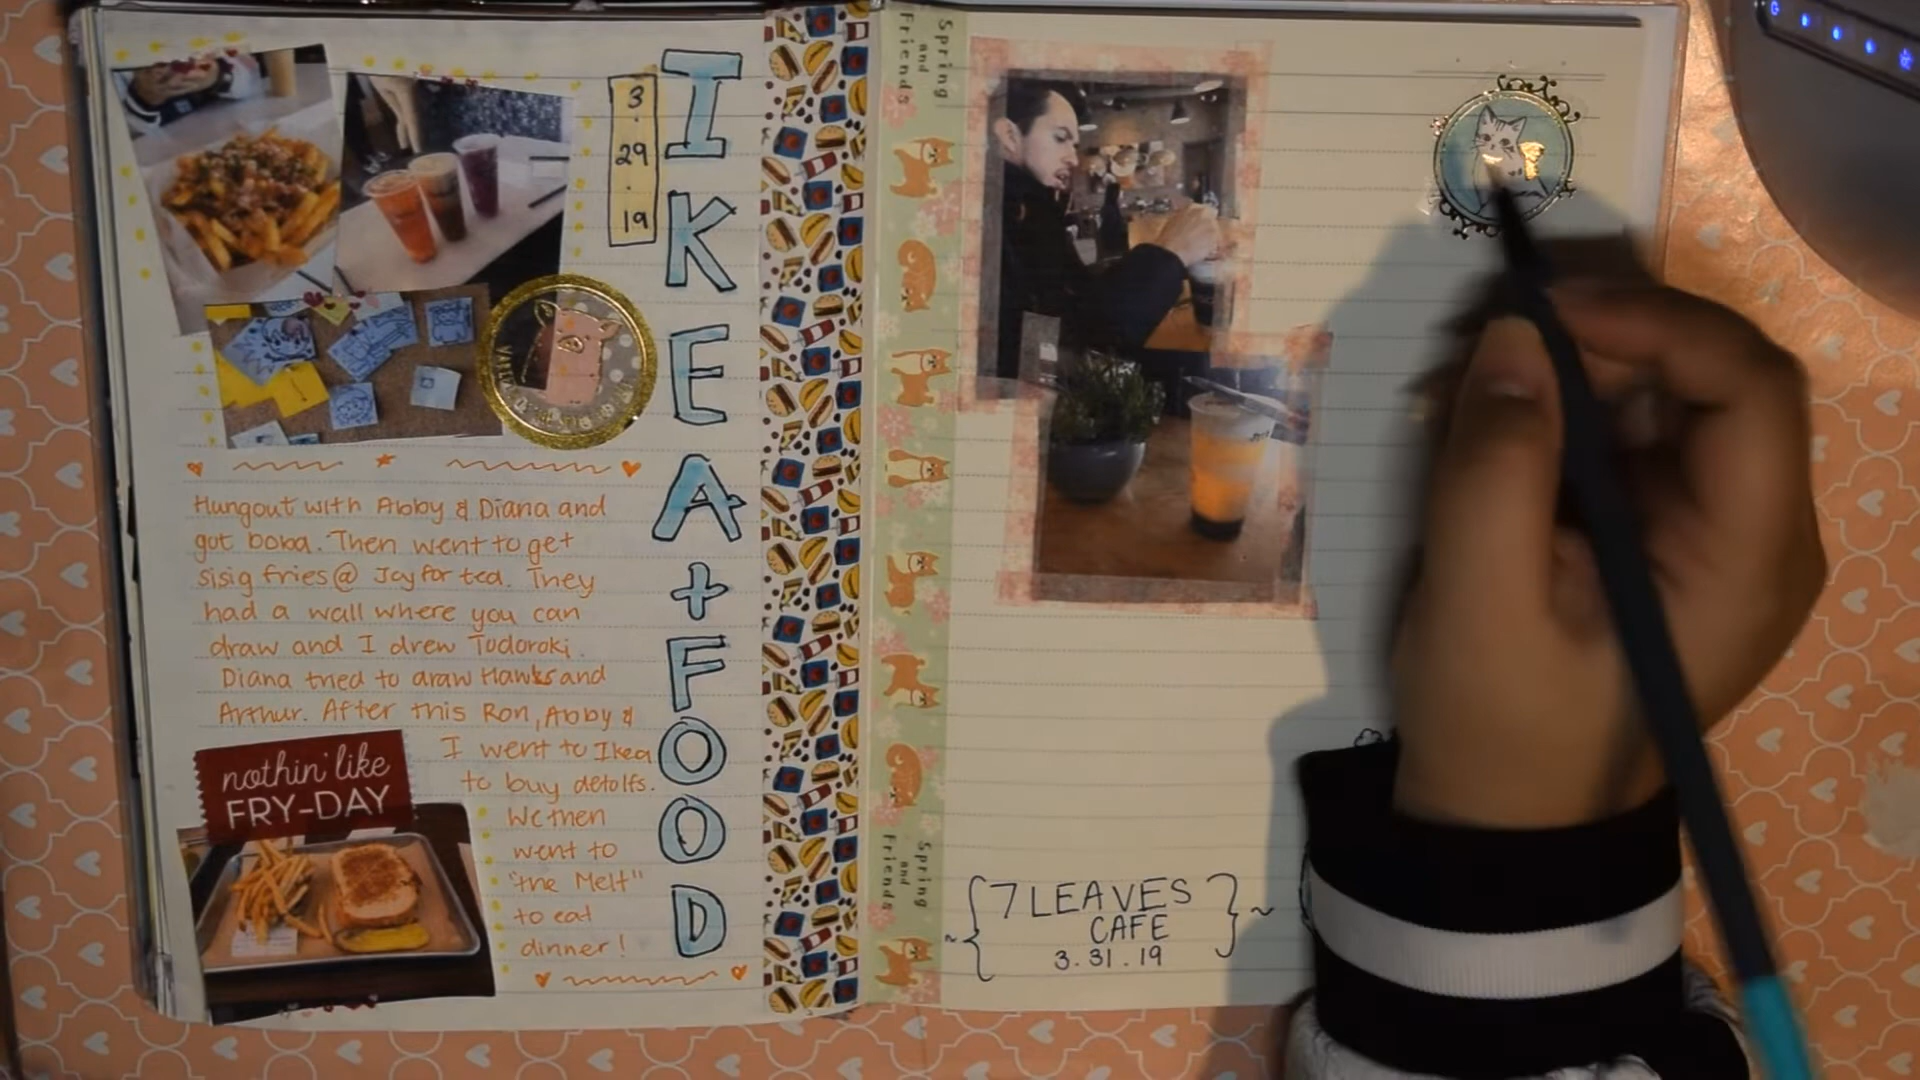 3
.
29
.
19
IKEA+FOOD
Hungout with Abby & Diana and
got boba. Then went to get
sisig fries @ Joy for tea. They
had a wall where you can
draw and I drew Todoroki.
Diana tried to draw Hawks and
Arthur. After this Ron, Abby &
I went to Ikea
to buy detolfs.
We then
went to
"the Melt"
to eat
dinner!
nothin' like
FRY-DAY
Spring
and
Friends
Spring
and
Friends
7 LEAVES
CAFE
3.31.19